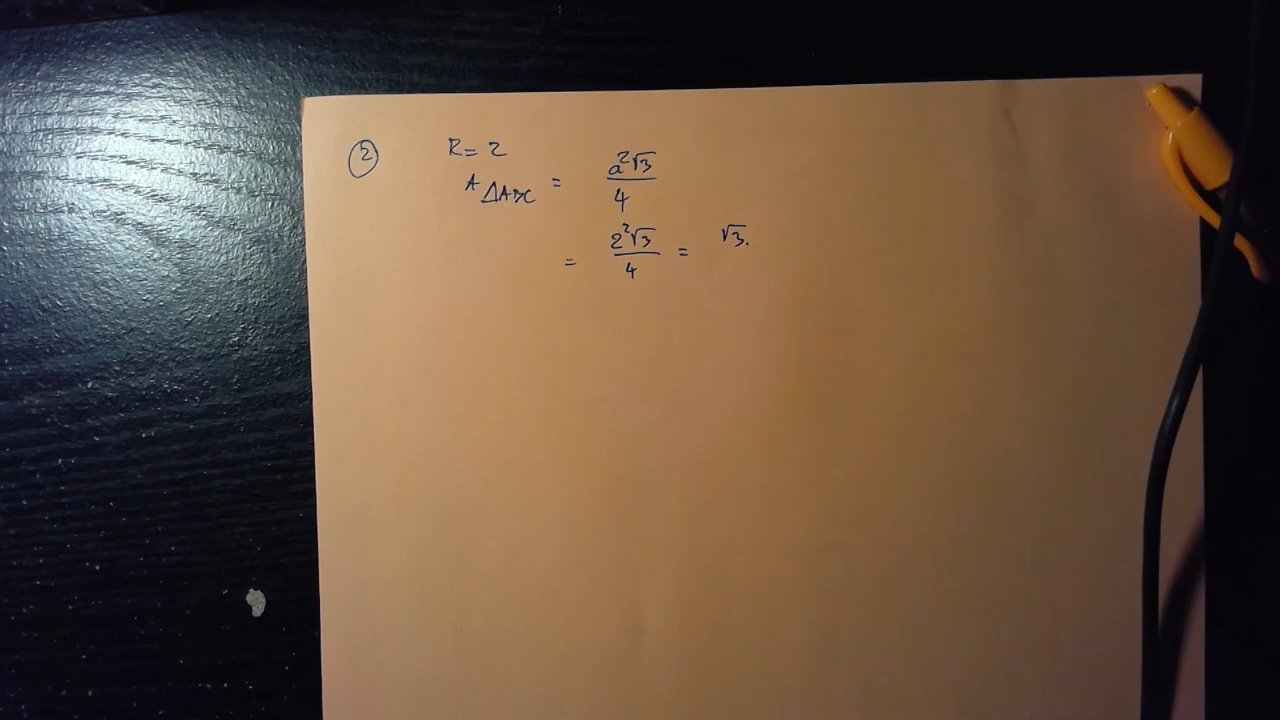 ② R = 2
A ΔABC = a²√3 / 4
= 2²√3 / 4 = √3.